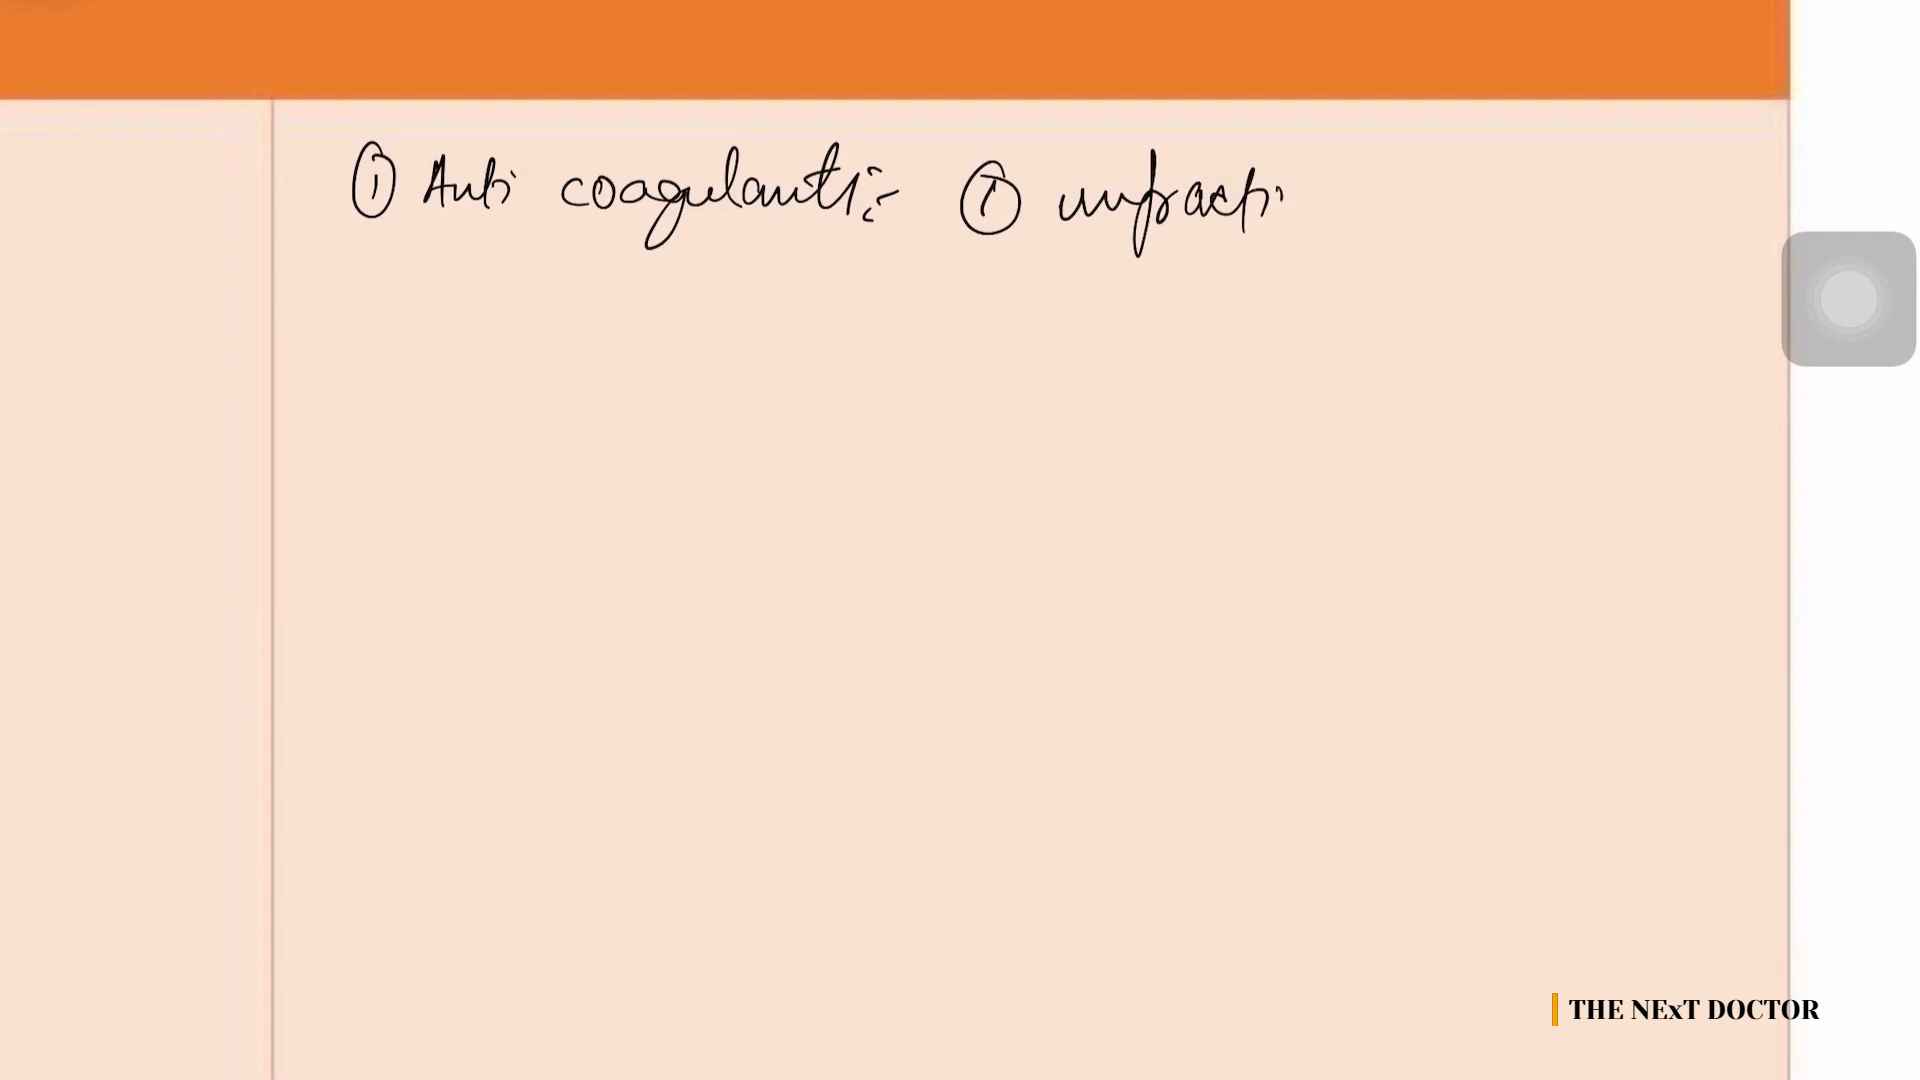 ① Anti coagulants:- ① unfracti
THE NExT DOCTOR